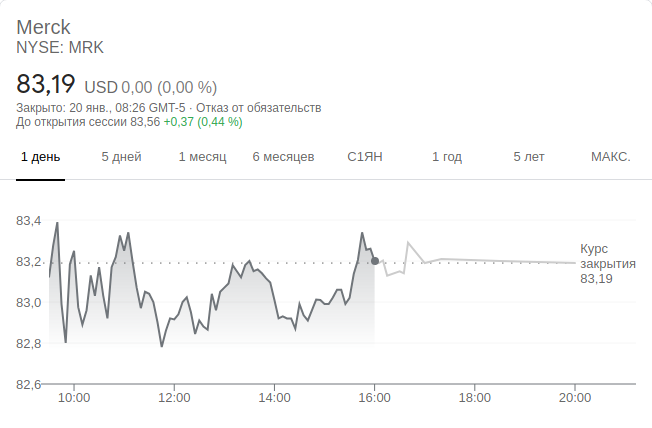 Merck
NYSE: MRK
83,19 USD 0,00 (0,00 %)
Закрыто: 20 янв., 08:26 GMT-5 · Отказ от обязательств
До открытия сессии 83,56 +0,37 (0,44 %)
1 день 5 дней 1 месяц 6 месяцев С1ЯН 1 год 5 лет МАКС.
83,4
83,2
83,0
82,8
82,6
Курс
закрытия
83,19
10:00 12:00 14:00 16:00 18:00 20:00